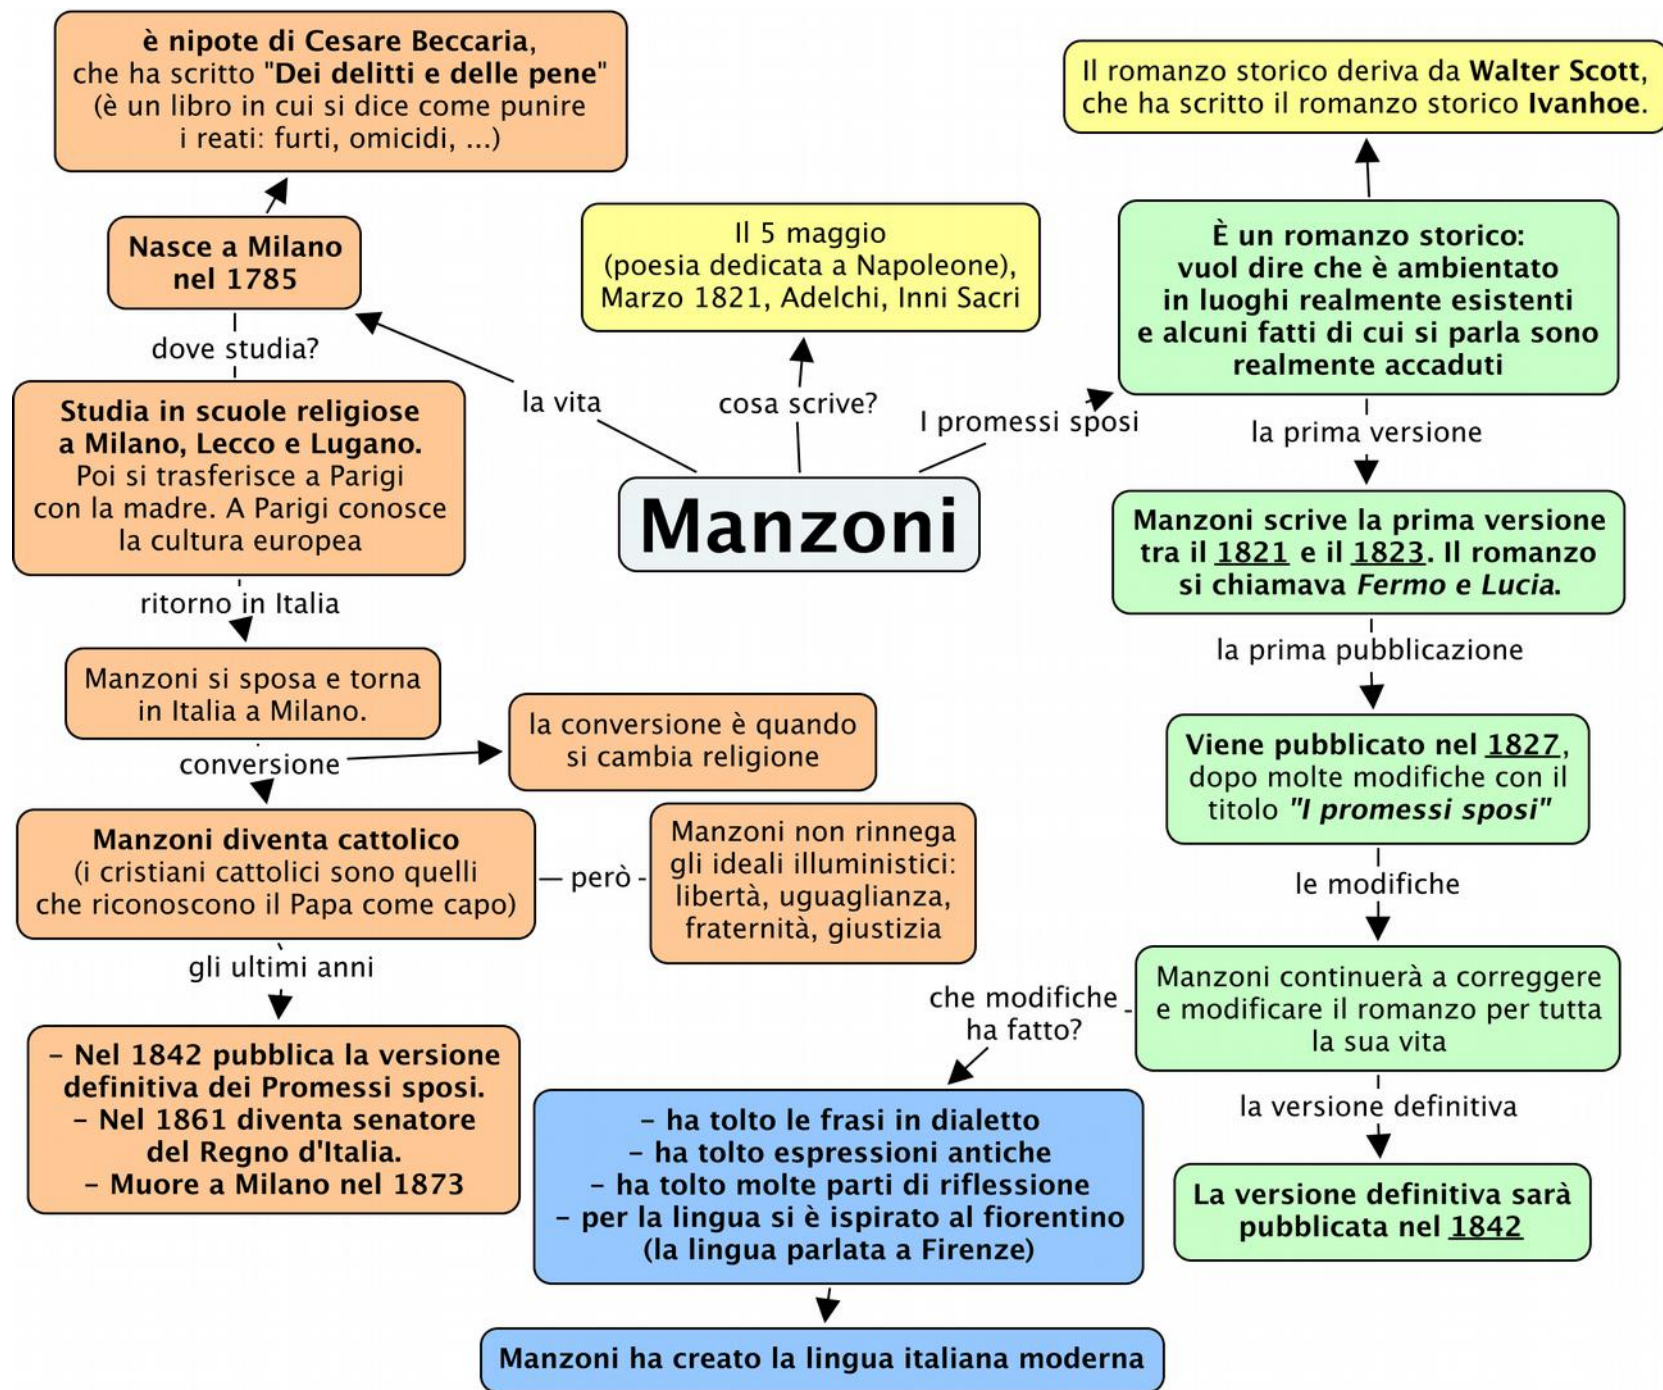 è nipote di Cesare Beccaria,
che ha scritto "Dei delitti e delle pene"
(è un libro in cui si dice come punire
i reati: furti, omicidi, ...)
Nasce a Milano
nel 1785
dove studia?
Studia in scuole religiose
a Milano, Lecco e Lugano.
Poi si trasferisce a Parigi
con la madre. A Parigi conosce
la cultura europea
ritorno in Italia
Manzoni si sposa e torna
in Italia a Milano.
conversione
la conversione è quando
si cambia religione
Manzoni diventa cattolico
(i cristiani cattolici sono quelli
che riconoscono il Papa come capo)
però
Manzoni non rinnega
gli ideali illuministici:
libertà, uguaglianza,
fraternità, giustizia
gli ultimi anni
– Nel 1842 pubblica la versione
definitiva dei Promessi sposi.
– Nel 1861 diventa senatore
del Regno d'Italia.
– Muore a Milano nel 1873
la vita
Manzoni
cosa scrive?
Il 5 maggio
(poesia dedicata a Napoleone),
Marzo 1821, Adelchi, Inni Sacri
I promessi sposi
È un romanzo storico:
vuol dire che è ambientato
in luoghi realmente esistenti
e alcuni fatti di cui si parla sono
realmente accaduti
Il romanzo storico deriva da Walter Scott,
che ha scritto il romanzo storico Ivanhoe.
la prima versione
Manzoni scrive la prima versione
tra il 1821 e il 1823. Il romanzo
si chiamava Fermo e Lucia.
la prima pubblicazione
Viene pubblicato nel 1827,
dopo molte modifiche con il
titolo "I promessi sposi"
le modifiche
Manzoni continuerà a correggere
e modificare il romanzo per tutta
la sua vita
che modifiche
ha fatto?
– ha tolto le frasi in dialetto
– ha tolto espressioni antiche
– ha tolto molte parti di riflessione
– per la lingua si è ispirato al fiorentino
(la lingua parlata a Firenze)
Manzoni ha creato la lingua italiana moderna
la versione definitiva
La versione definitiva sarà
pubblicata nel 1842